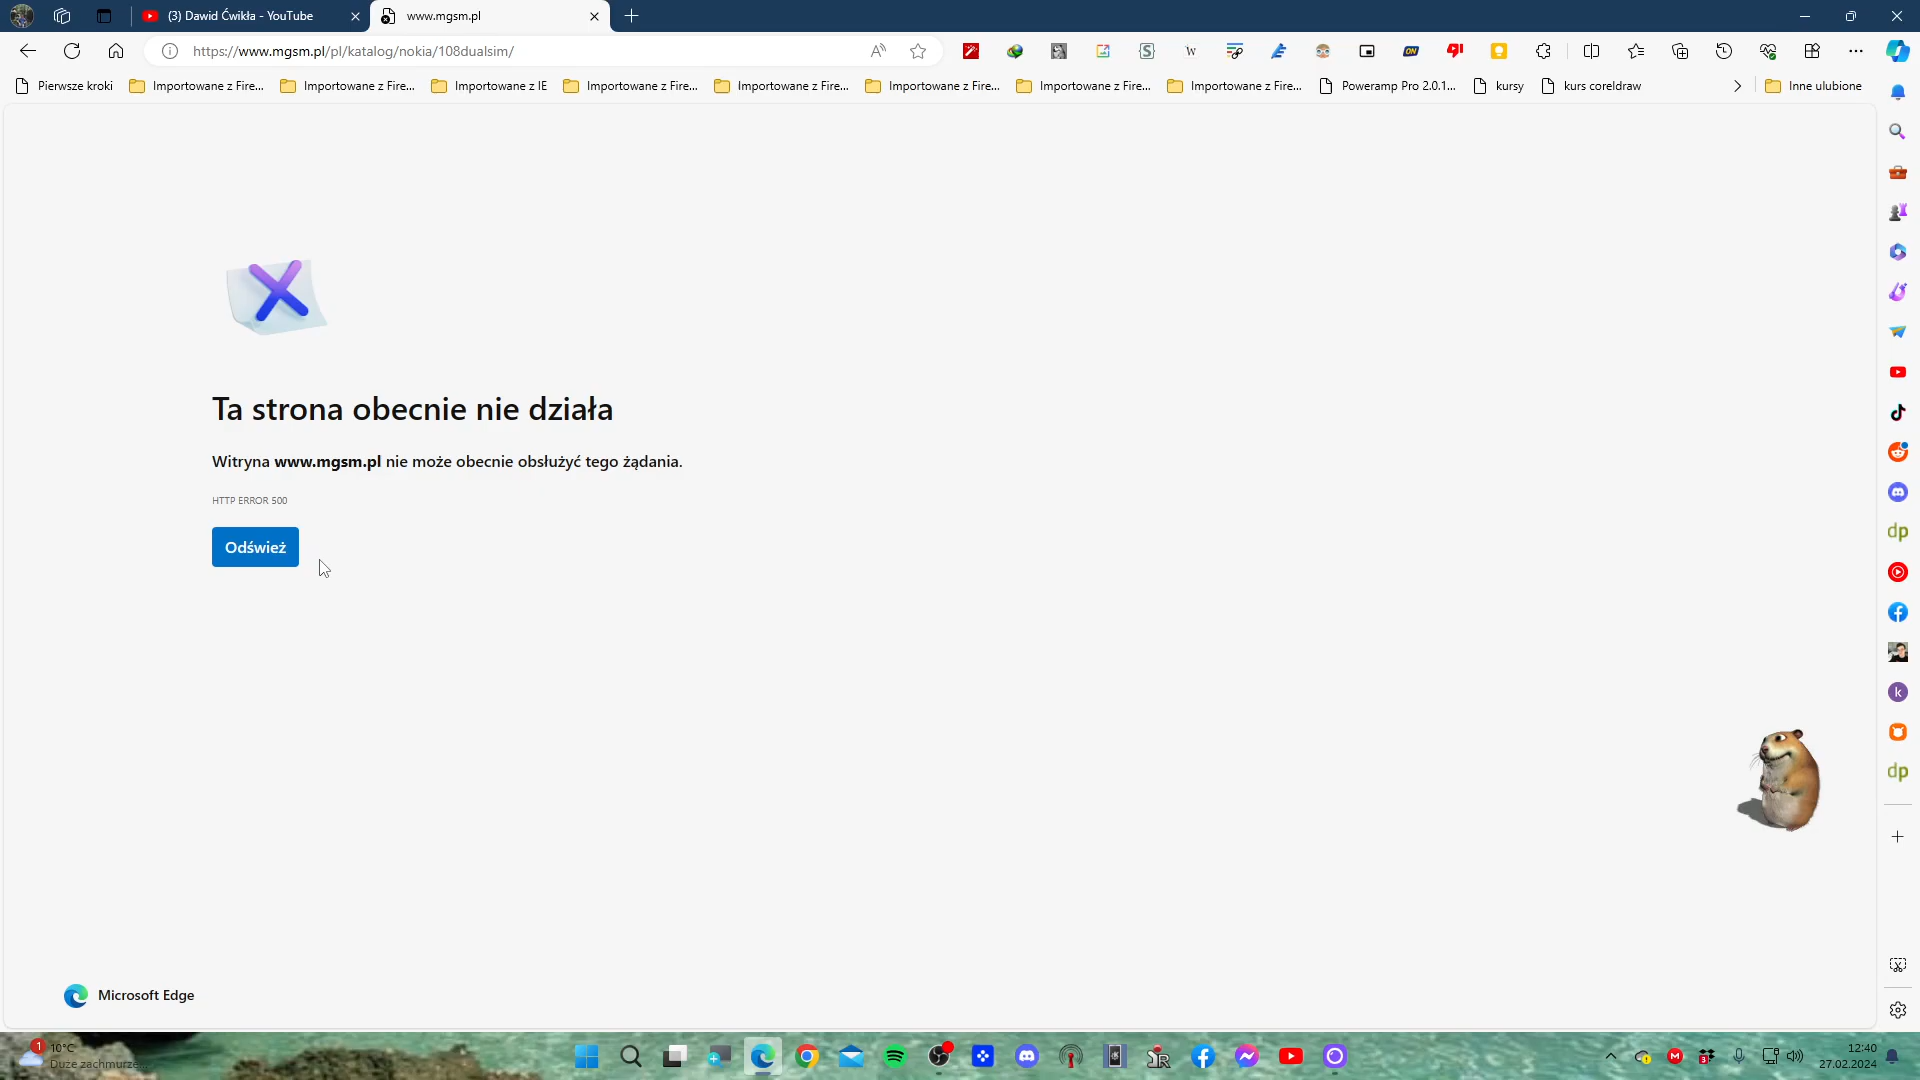 (3) Dawid Ćwikła - YouTube
www.mgsm.pl
https://www.mgsm.pl/pl/katalog/nokia/108dualsim/
Pierwsze kroki
Importowane z Fire...
Importowane z Fire...
Importowane z IE
Importowane z Fire...
Importowane z Fire...
Importowane z Fire...
Importowane z Fire...
Importowane z Fire...
Poweramp Pro 2.0.1...
kursy
kurs coreldraw
Inne ulubione
Ta strona obecnie nie działa
Witryna www.mgsm.pl nie może obecnie obsłużyć tego żądania.
HTTP ERROR 500
Odśwież
Microsoft Edge
1
10°C
Duże zachmurze...
12:40
27.02.2024